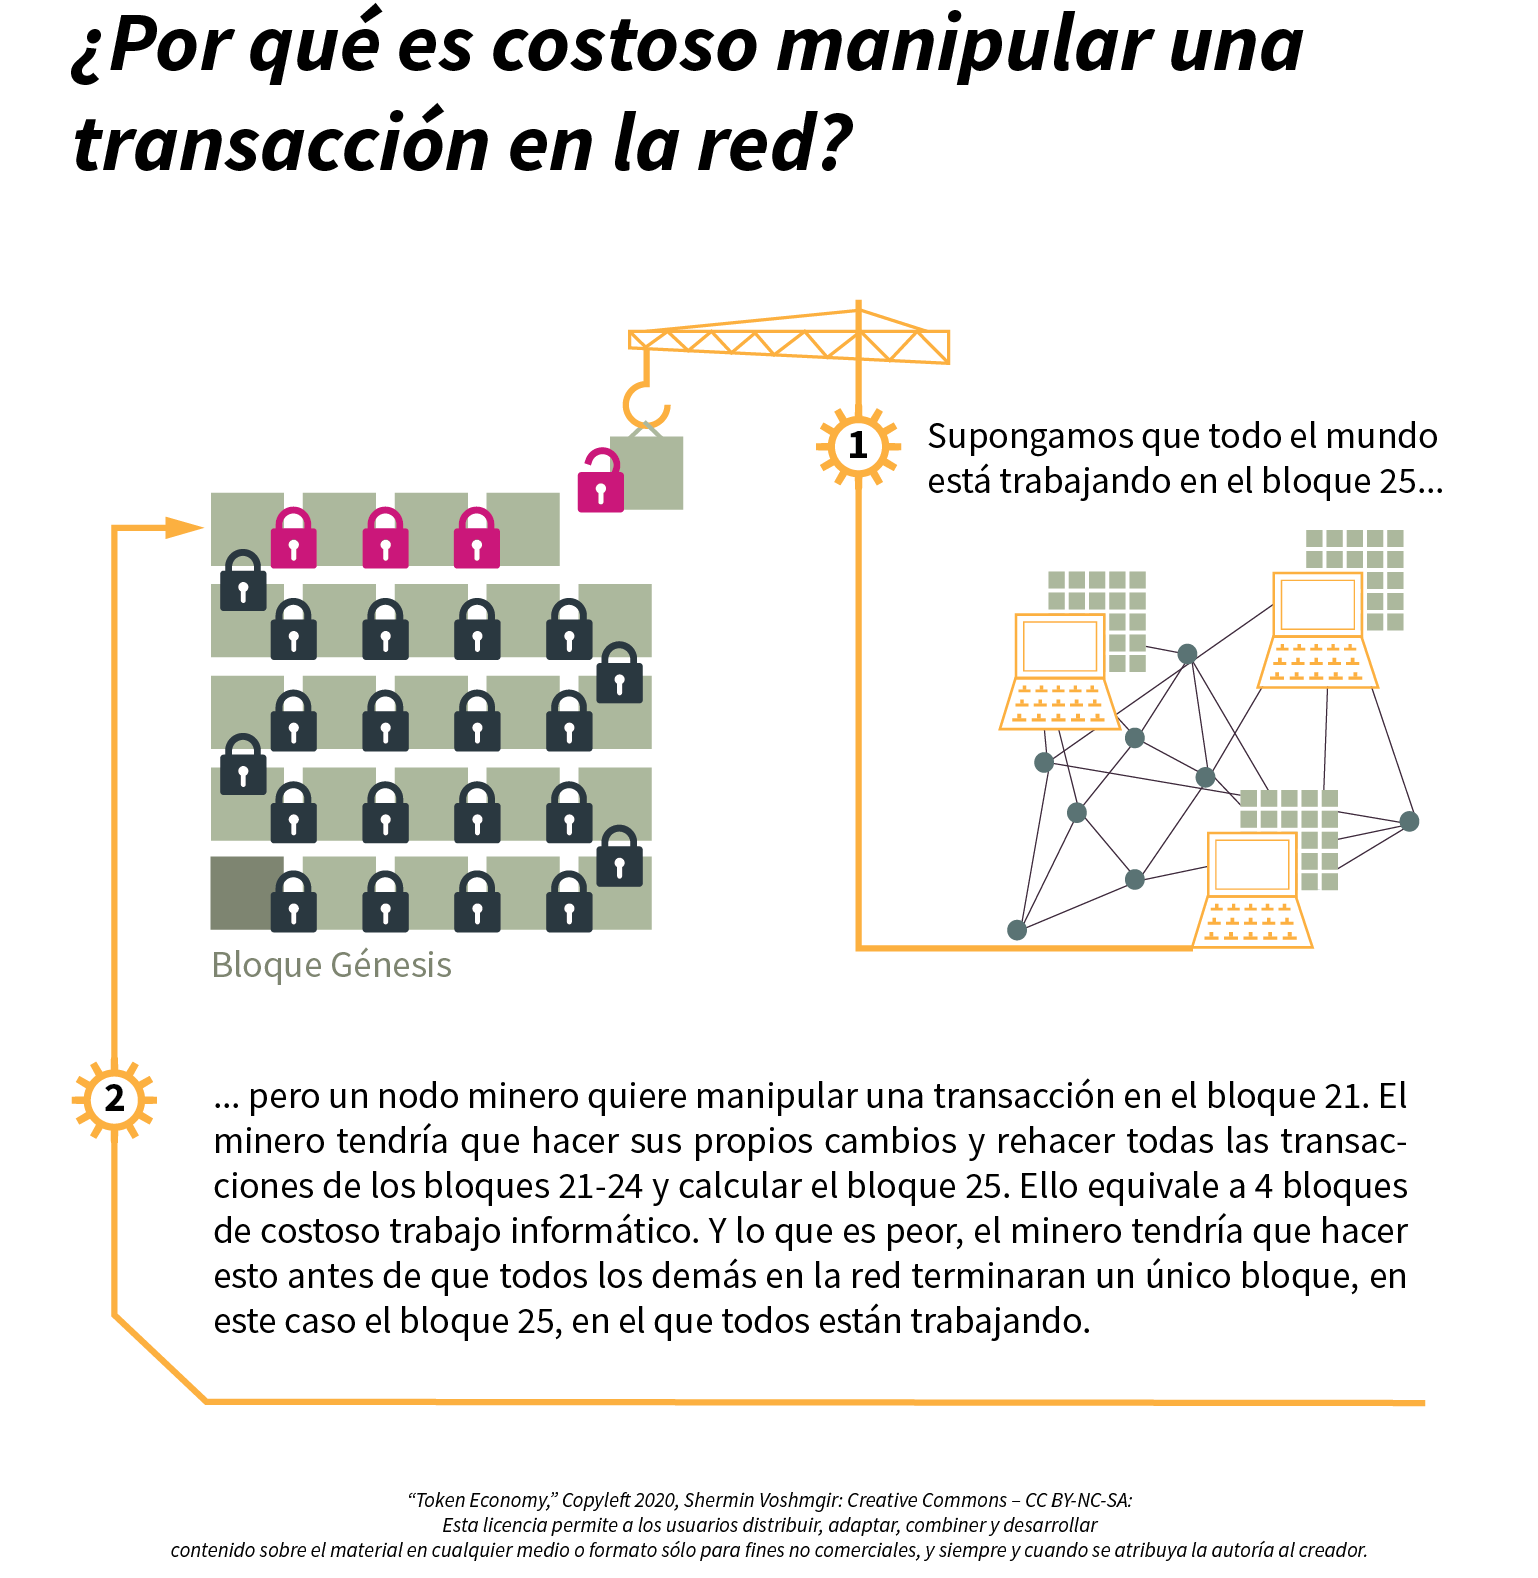 ¿Por qué es costoso manipular una
transacción en la red?
1
Supongamos que todo el mundo
está trabajando en el bloque 25...
Bloque Génesis
2
... pero un nodo minero quiere manipular una transacción en el bloque 21. El
minero tendría que hacer sus propios cambios y rehacer todas las transac-
ciones de los bloques 21-24 y calcular el bloque 25. Ello equivale a 4 bloques
de costoso trabajo informático. Y lo que es peor, el minero tendría que hacer
esto antes de que todos los demás en la red terminaran un único bloque, en
este caso el bloque 25, en el que todos están trabajando.
“Token Economy,” Copyleft 2020, Shermin Voshmgir: Creative Commons – CC BY-NC-SA:
Esta licencia permite a los usuarios distribuir, adaptar, combiner y desarrollar
contenido sobre el material en cualquier medio o formato sólo para fines no comerciales, y siempre y cuando se atribuya la autoría al creador.